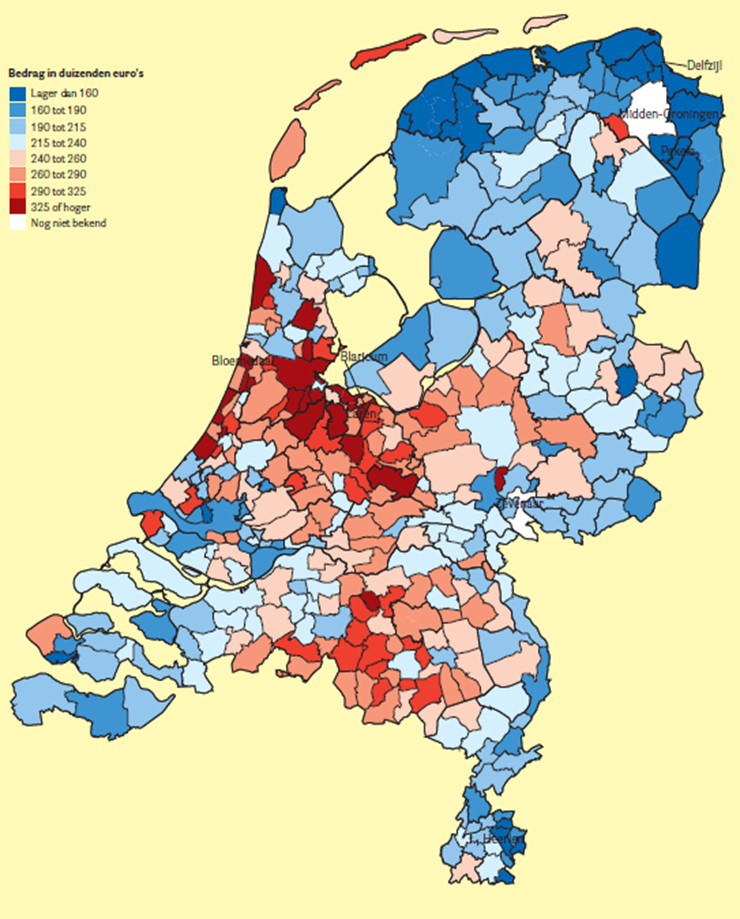 Bedrag in duizenden euro's
Lager dan 160
160 tot 190
190 tot 215
215 tot 240
240 tot 260
260 tot 290
290 tot 325
325 of hoger
Nog niet bekend
Delfzijl
Midden-Groningen
Pekela
Bloemendaal
Blaricum
Laren
Zevenaar
Heerlen